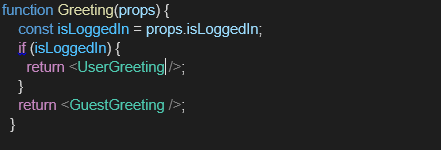 function Greeting(props) {
    const isLoggedIn = props.isLoggedIn;
    if (isLoggedIn) {
      return <UserGreeting />;
    }
    return <GuestGreeting />;
  }